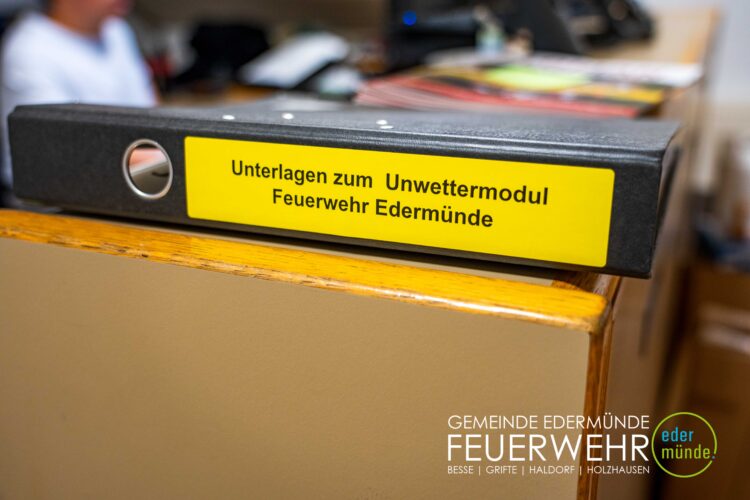 Unterlagen zum Unwettermodul
Feuerwehr Edermünde
GEMEINDE EDERMÜNDE
FEUERWEHR
BESSE | GRIFTE | HALDORF | HOLZHAUSEN
eder
münde.